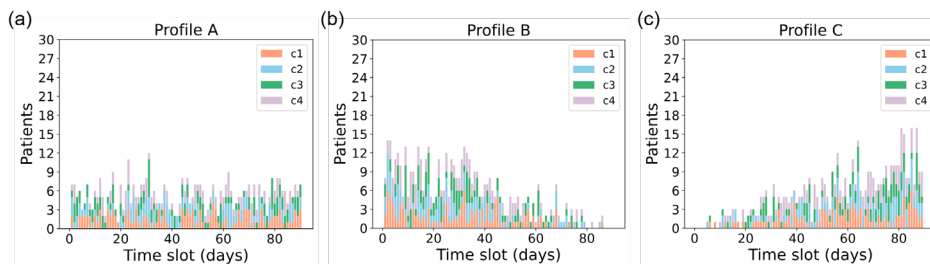 (a)
Profile A
30
27
24
21
18
15
12
9
6
3
0
Patients
c1
c2
c3
c4
0 20 40 60 80
Time slot (days)
(b)
Profile B
30
27
24
21
18
15
12
9
6
3
0
Patients
c1
c2
c3
c4
0 20 40 60 80
Time slot (days)
(c)
Profile C
30
27
24
21
18
15
12
9
6
3
0
Patients
c1
c2
c3
c4
0 20 40 60 80
Time slot (days)